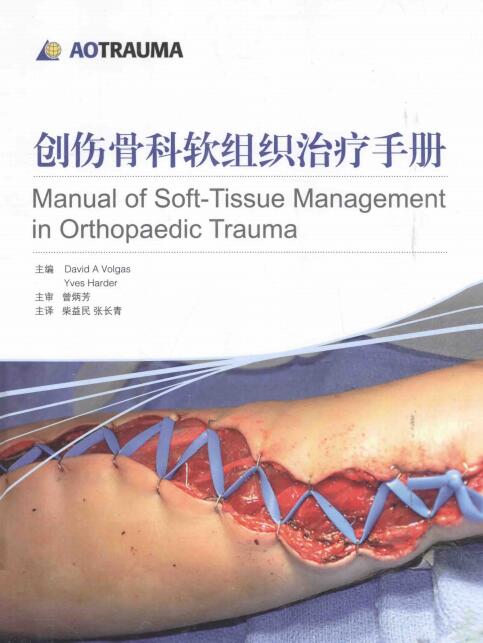 AOTRAUMA
创伤骨科软组织治疗手册
Manual of Soft-Tissue Management
in Orthopaedic Trauma
主编 David A Volgas
Yves Harder
主审 曾炳芳
主译 柴益民 张长青